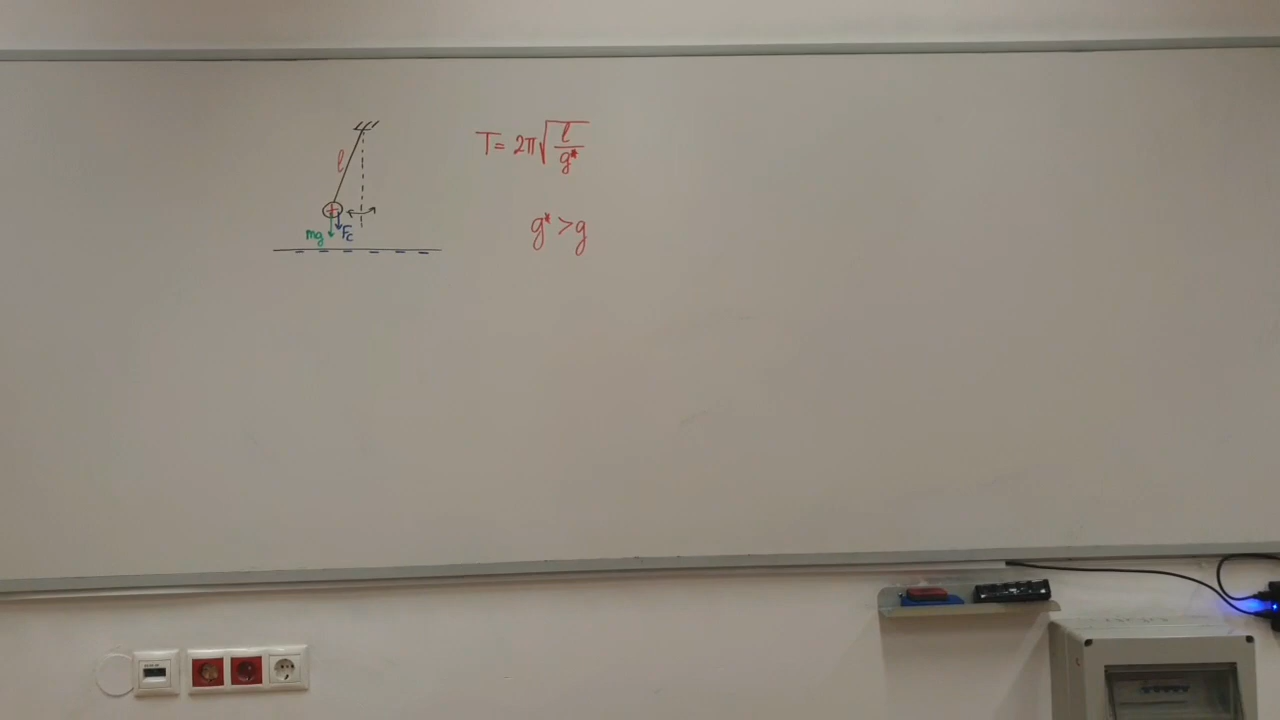 l
mg
Fc
T = 2π√(l/g*)
g* > g